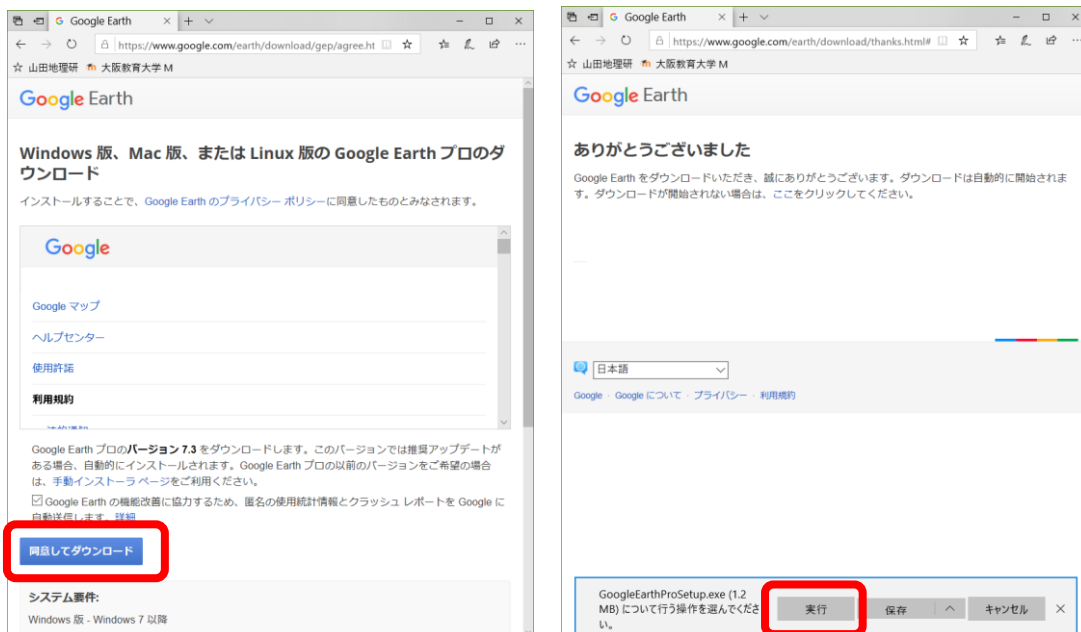 Google Earth
https://www.google.com/earth/download/gep/agree.ht
山田地理研 大阪教育大学 M
Google Earth
Windows 版、Mac 版、または Linux 版の Google Earth プロのダ
ウンロード
インストールすることで、Google Earth のプライバシー ポリシーに同意したものとみなされます。
Google
Google マップ
ヘルプセンター
使用許諾
利用規約
Google Earth プロのバージョン 7.3 をダウンロードします。このバージョンでは推奨アップデートが
ある場合、自動的にインストールされます。Google Earth プロの以前のバージョンをご希望の場合
は、手動インストーラ ページをご利用ください。
Google Earth の機能改善に協力するため、匿名の使用統計情報とクラッシュ レポートを Google に
自動送信します。詳細
同意してダウンロード
システム要件:
Windows 版 - Windows 7 以降
Google Earth
https://www.google.com/earth/download/thanks.html#
山田地理研 大阪教育大学 M
Google Earth
ありがとうございました
Google Earth をダウンロードいただき、誠にありがとうございます。ダウンロードは自動的に開始されま
す。ダウンロードが開始されない場合は、ここをクリックしてください。
日本語
Google · Google について · プライバシー · 利用規約
GoogleEarthProSetup.exe (1.2
MB) について行う操作を選んでくださ
い。
実行 保存 キャンセル